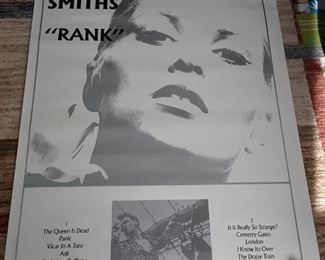 SMITHS
"RANK"
1
The Queen Is Dead
Panic
Vicar In A Tutu
Ask
2
Is It Really So Strange?
Cemetry Gates
London
I Know Its Over
The Draize Train